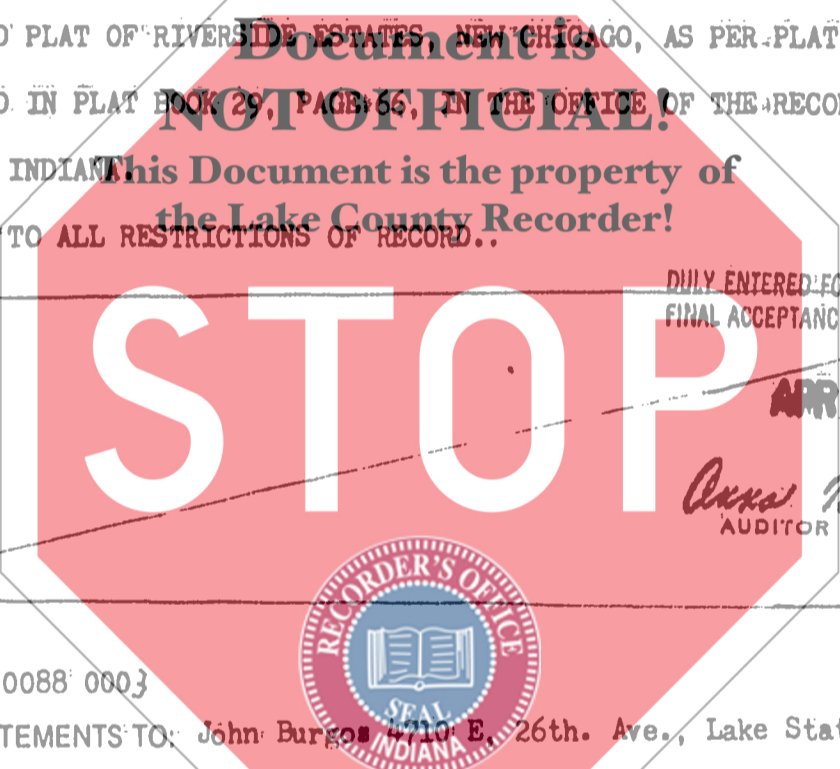 PLAT OF RIVERSIDE ESTATES, NEW CHICAGO, AS PER PLAT
Document is
IN PLAT BOOK 29, PAGE 66, IN THE OFFICE OF THE RECO
NOT OFFICIAL!
INDIANA.
This Document is the property of
the Lake County Recorder!
TO ALL RESTRICTIONS OF RECORD..
DULY ENTERED FO
FINAL ACCEPTANC
STOP
APR
AUDITOR
RECORDER'S OFFICE
SEAL
INDIANA
0088 0003
TEMENTS TO: John Burgos 4710 E. 26th. Ave., Lake Stat